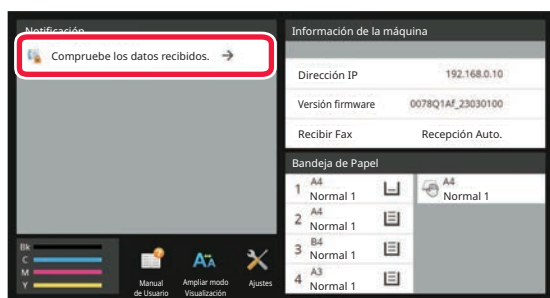 Notificación
Compruebe los datos recibidos.
Información de la máquina
Dirección IP 192.168.0.10
Versión firmware 0078Q1Af_23030100
Recibir Fax Recepción Auto.
Bandeja de Papel
1 A4
Normal 1
2 A4
Normal 1
3 B4
Normal 1
4 A3
Normal 1
A4
Normal 1
Bk
C
M
Y
Manual
de Usuario
Ampliar modo
Visualización
Ajustes